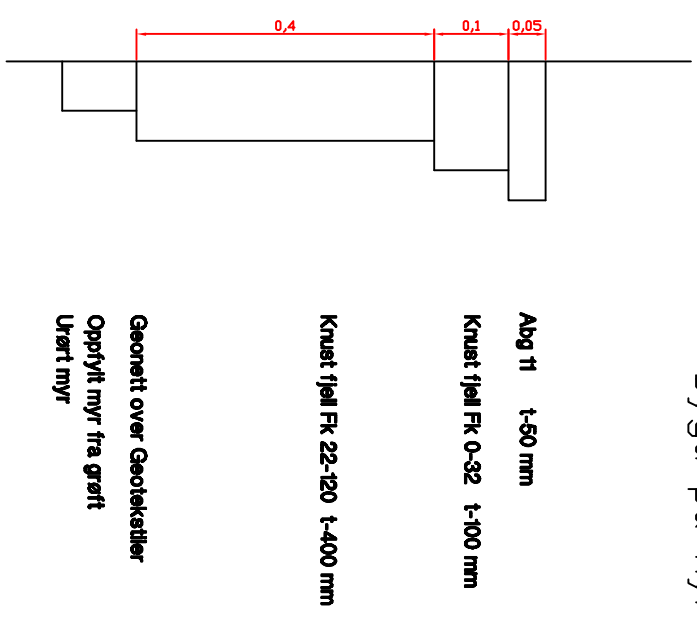 0,4
0,1
0,05
på
Abg 11 t-50 mm
Knust fjell Fk 0-32 t-100 mm
Knust fjell Fk 22-120 t-400 mm
Geonett over Geotekstiler
Oppfylt myr fra grøft
Urørt myr